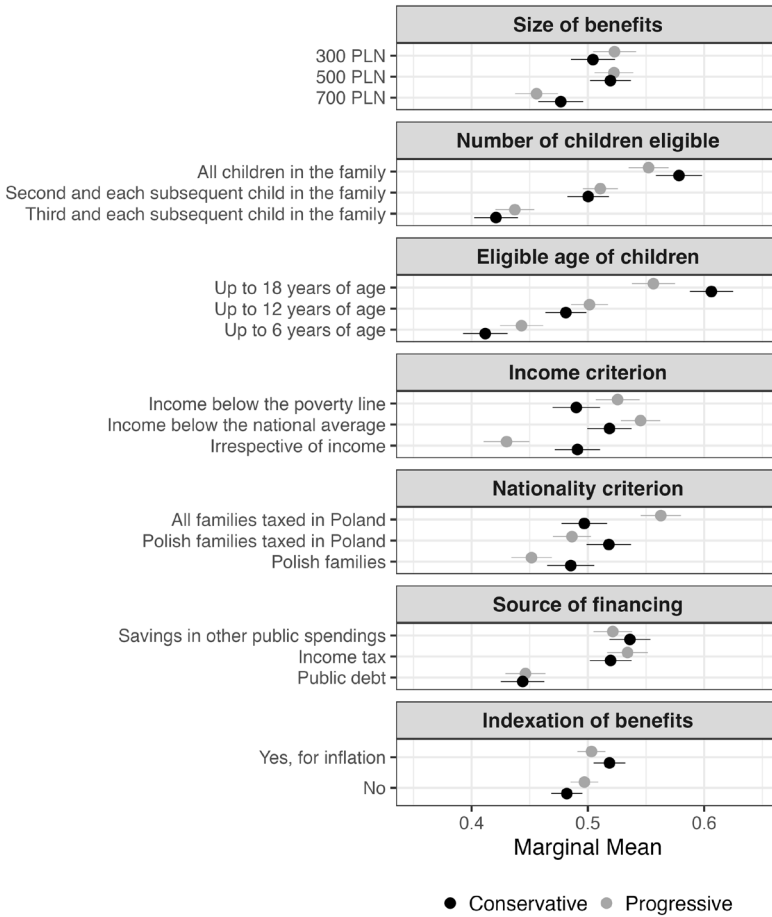 Size of benefits
300 PLN
500 PLN
700 PLN
Number of children eligible
All children in the family
Second and each subsequent child in the family
Third and each subsequent child in the family
Eligible age of children
Up to 18 years of age
Up to 12 years of age
Up to 6 years of age
Income criterion
Income below the poverty line
Income below the national average
Irrespective of income
Nationality criterion
All families taxed in Poland
Polish families taxed in Poland
Polish families
Source of financing
Savings in other public spendings
Income tax
Public debt
Indexation of benefits
Yes, for inflation
No
0.4 0.5 0.6
Marginal Mean
Conservative Progressive